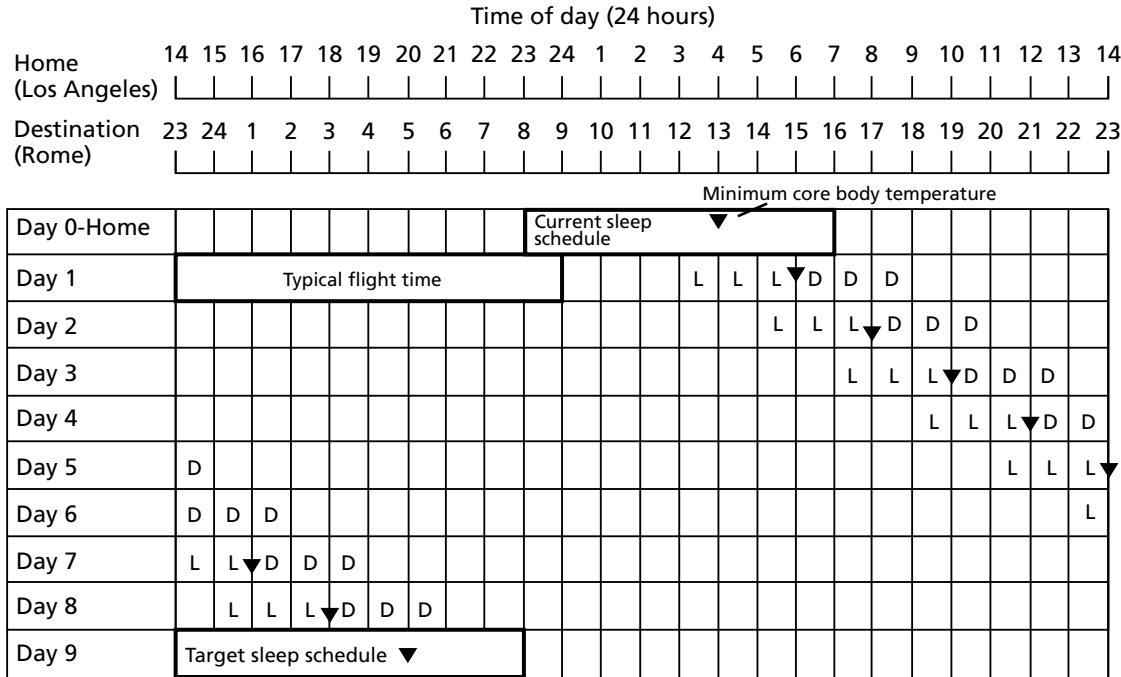 Time of day (24 hours)
Home 14 15 16 17 18 19 20 21 22 23 24 1 2 3 4 5 6 7 8 9 10 11 12 13 14
(Los Angeles)
Destination 23 24 1 2 3 4 5 6 7 8 9 10 11 12 13 14 15 16 17 18 19 20 21 22 23
(Rome)
Minimum core body temperature
Day 0-Home Current sleep
schedule
Day 1 Typical flight time L L L D D D
Day 2 L L L D D D
Day 3 L L L D D D
Day 4 L L L D D
Day 5 D L L L
Day 6 D D D L
Day 7 L L D D D
Day 8 L L L D D D
Day 9 Target sleep schedule